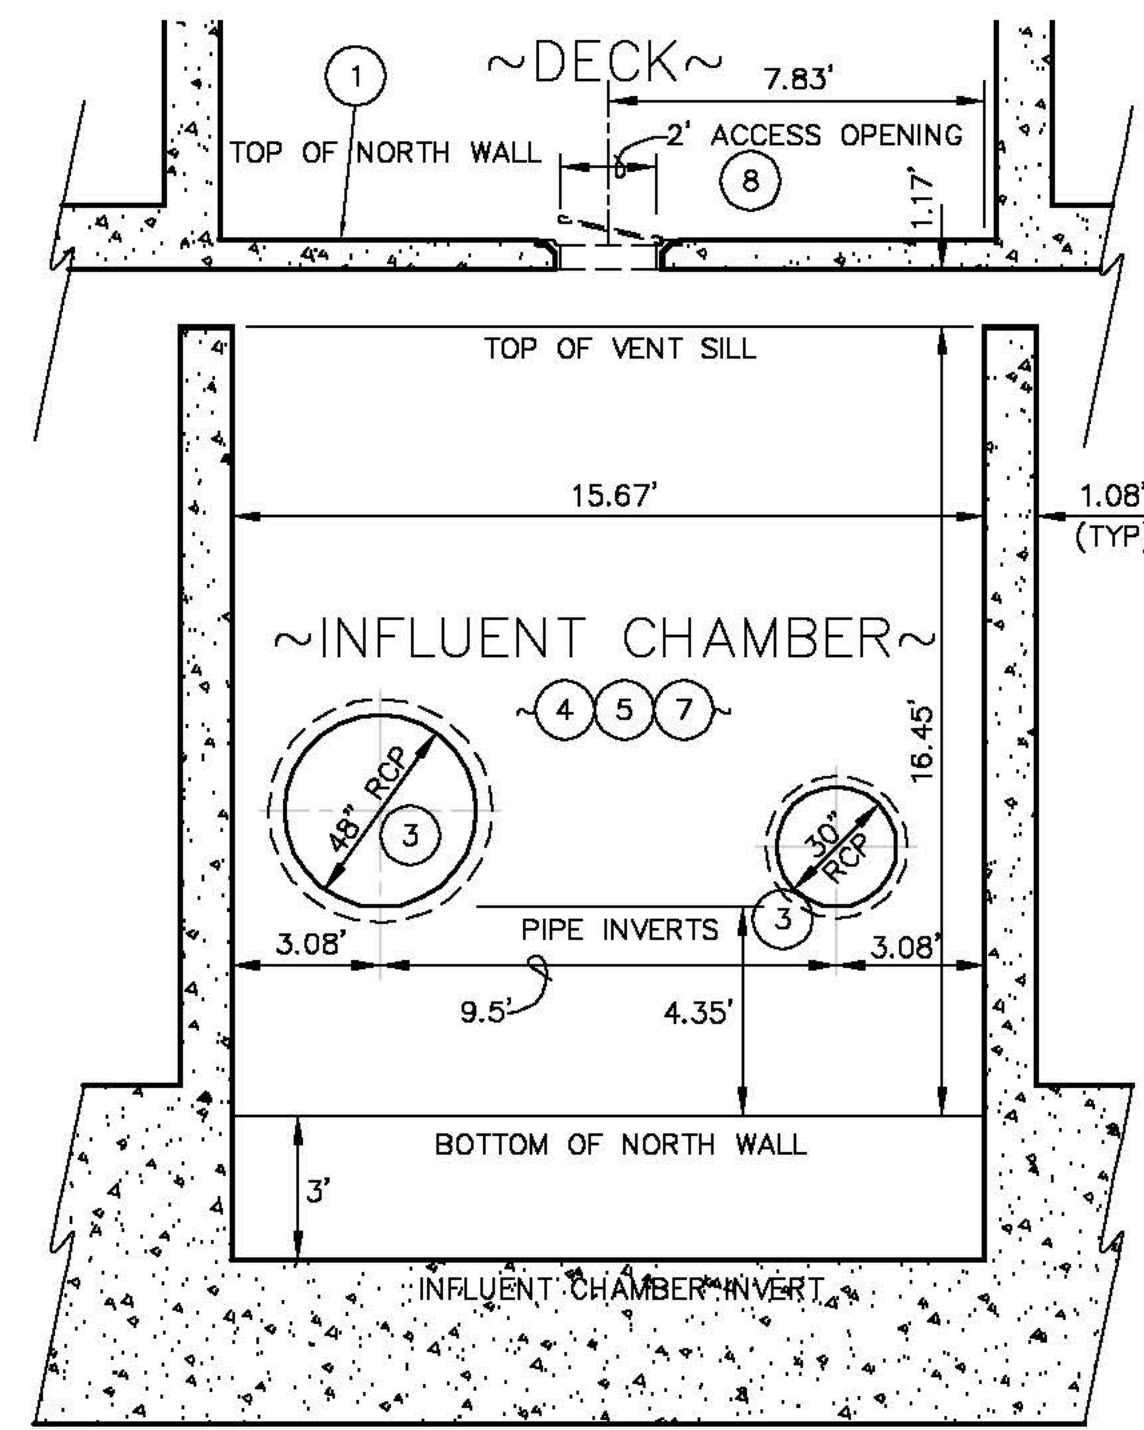 ~DECK~
1
7.83'
TOP OF NORTH WALL
2' ACCESS OPENING
8
1.17'
TOP OF VENT SILL
15.67'
1.08'
(TYP)
~INFLUENT CHAMBER~
~4 5 7~
16.45'
48" RCP
3
30"
RCP
3
PIPE INVERTS
3.08'
3.08'
9.5'
4.35'
BOTTOM OF NORTH WALL
3'
INFLUENT CHAMBER INVERT